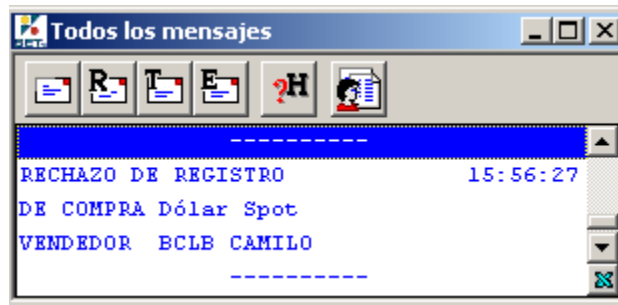 Todos los mensajes
R T E ?H
----------
RECHAZO DE REGISTRO 15:56:27
DE COMPRA Dólar Spot
VENDEDOR BCLB CAMILO
----------